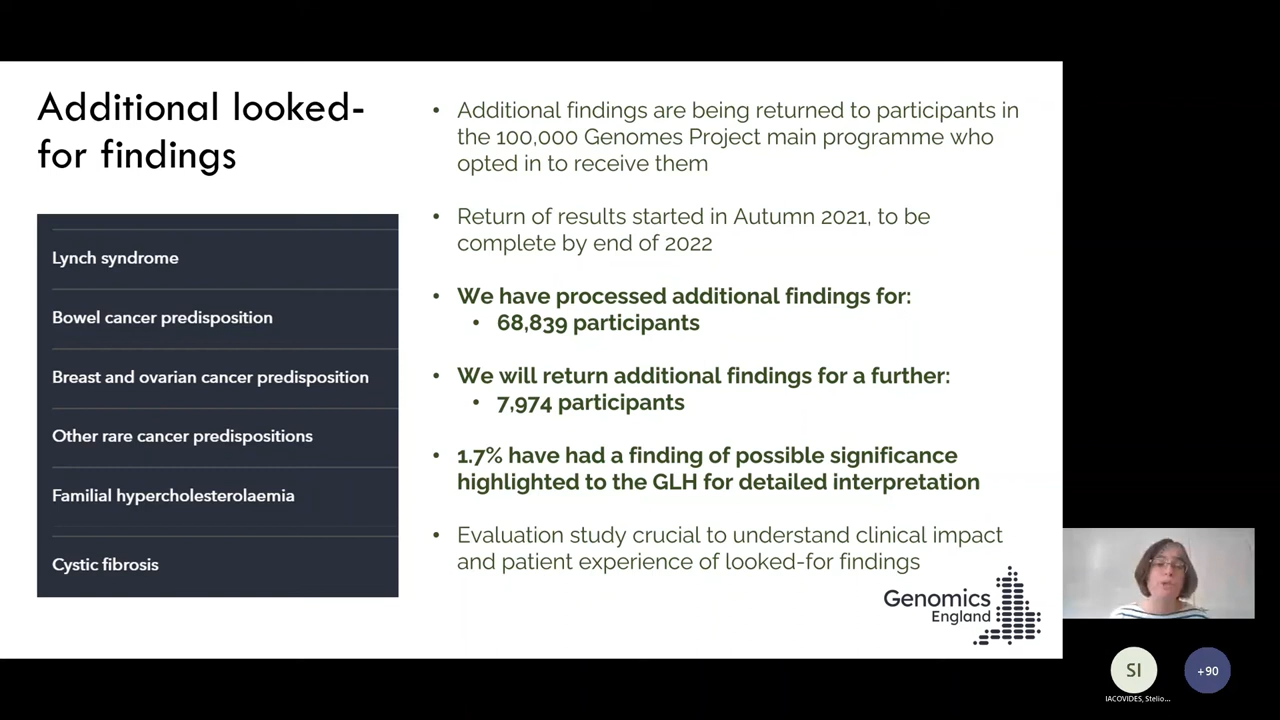 Additional looked-
for findings
Lynch syndrome
Bowel cancer predisposition
Breast and ovarian cancer predisposition
Other rare cancer predispositions
Familial hypercholesterolaemia
Cystic fibrosis
• Additional findings are being returned to participants in
the 100,000 Genomes Project main programme who
opted in to receive them
• Return of results started in Autumn 2021, to be
complete by end of 2022
• We have processed additional findings for:
• 68,839 participants
• We will return additional findings for a further:
• 7,974 participants
• 1.7% have had a finding of possible significance
highlighted to the GLH for detailed interpretation
• Evaluation study crucial to understand clinical impact
and patient experience of looked-for findings
Genomics
England
SI
+90
IACOVIDES, Stelio...